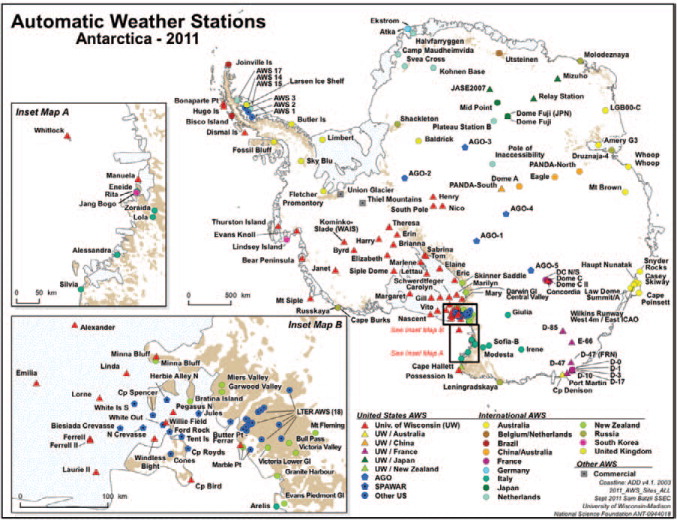 Automatic Weather Stations
Antarctica - 2011
Ekstrom
Atka
Halvfarryggen
Camp Maudheimvida
Svea Cross
Kohnen Base
Utsteinen
Molodeznaya
Mizuho
JASE2007
Relay Station
Mid Point
Dome Fuji (JPN)
Dome Fuji
Plateau Station B
LGB00-C
Joinville Is
AWS 17
AWS 14
AWS 15
Larsen Ice Shelf
AWS 3
AWS 2
AWS 1
Bonaparte Pt
Hugo Is
Bisco Island
Dismal Is
Butler Is
Limbert
Fossil Bluff
Sky Blu
Shackleton
Baldrick
AGO-3
Pole of
Inaccessibility
Amery G3
Druznaja-4
Whoop
Whoop
PANDA-North
Eagle
Dome A
PANDA-South
Mt Brown
AGO-2
Fletcher
Promontory
Union Glacier
Thiel Mountains
South Pole
Henry
Nico
AGO-4
AGO-1
Thurston Island
Evans Knoll
Lindsey Island
Bear Peninsula
Kominko-
Slade (WAIS)
Theresa
Erin
Harry
Brianna
Byrd
Elizabeth
Sabrina
Tom
Marlene
Elaine
Janet
Siple Dome
Lettau
Eric
Schwerdtfeger
Skinner Saddle
Marilyn
Carolyn
Margaret
Gill
Mary
Darwin Gl
Central Valley
Vito
Nascent
AGO-5
DC N/S
Dome C
Dome C II
Concordia
Haupt Nunatak
Snyder
Rocks
Casey
Skiway
Law Dome
Summit/A
Cape
Poinsett
Wilkins Runway
West 4m / East ICAO
Mt Siple
Russkaya
Cape Burks
See Inset Map B
See Inset Map A
Giulia
Sofia-B
Modesta
Irene
D-85
E-66
D-47 (FRN)
D-47
D-0
D-1
D-3
D-17
D-10
Port Martin
Cp Denison
Cape Hallett
Possession Is
Leningradskaya
0 500 km
Inset Map A
Whitlock
Manuela
Eneide
Rita
Jang Bogo
Zoraida
Lola
Alessandra
Silvia
0 50 km
Inset Map B
Alexander
Minna Bluff
Minna Bluff
Linda
Emilia
Herbie Alley N
Miers Valley
Garwood Valley
Lorne
Cp Spencer
Bratina Island
Pegasus N
White Is S
Jules
White Out
Willie Field
LTER AWS (18)
Biesiada Crevasse
Ford Rock
Mt Fleming
N Crevasse
Tent Is
Butter Pt
Ferrell
Ferrell II
Ferrar
Bull Pass
Victoria Valley
Windless
Bight
Cones
Cp Royds
Marble Pt
Victoria Lower Gl
Laurie II
Granite Harbour
Cp Bird
Evans Piedmont Gl
Arelis
0 100 km
United States AWS
Univ. of Wisconsin (UW)
UW / Australia
UW / China
UW / France
UW / Japan
UW / New Zealand
AGO
SPAWAR
Other US
International AWS
Australia
Belgium/Netherlands
Brazil
China/Australia
France
Germany
Italy
Japan
Netherlands
New Zealand
Russia
South Korea
United Kingdom
Other AWS
Commercial
Coastline: ADD v4.1, 2003
2011_AWS_Sites_ALL
Sept 2011 Sam Batzli SSEC
University of Wisconsin-Madison
National Science Foundation ANT-0944018